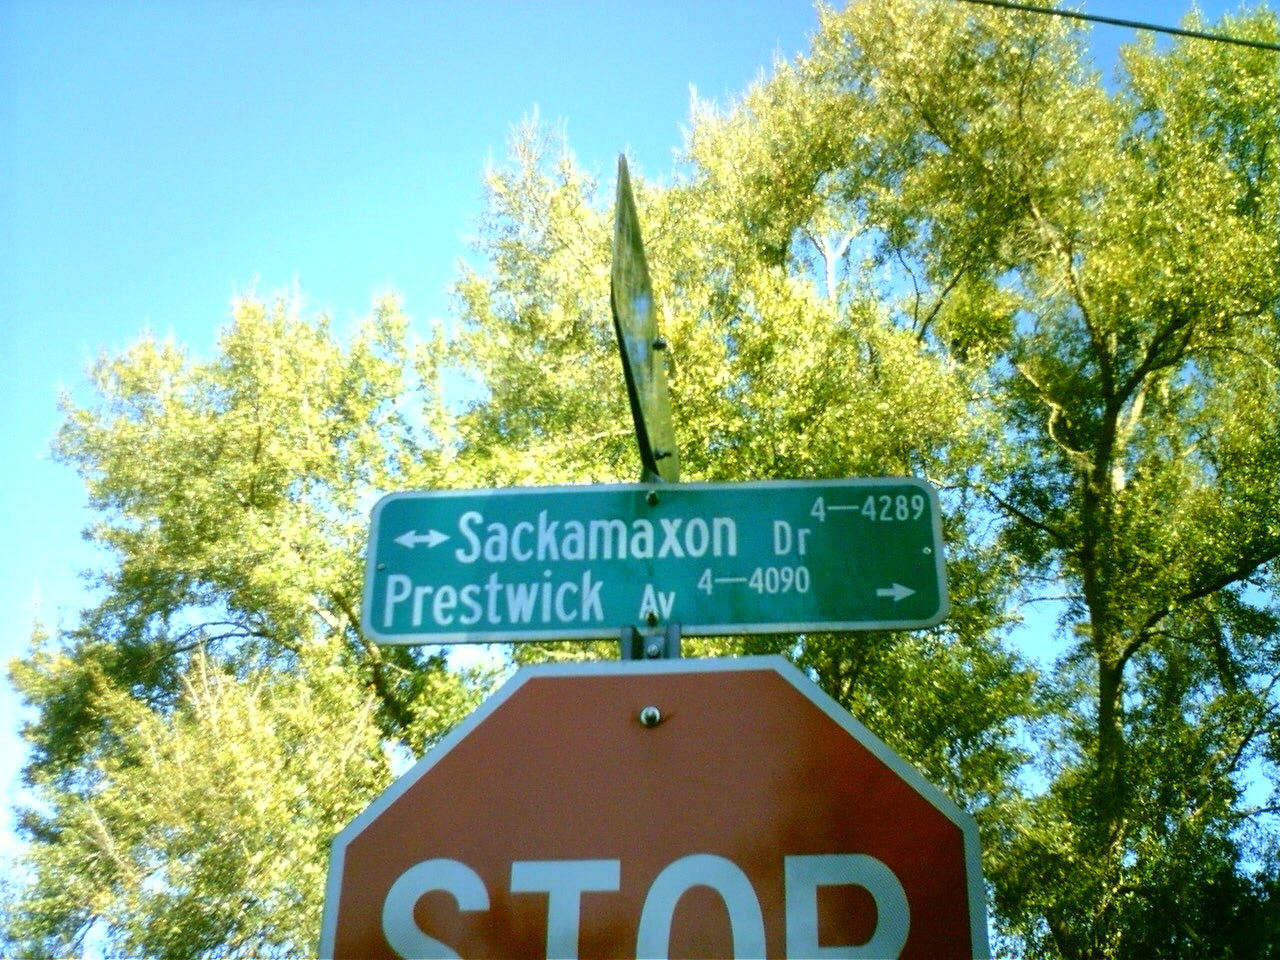 Sackamaxon Dr 4—4289
Prestwick Av 4—4090
STOP